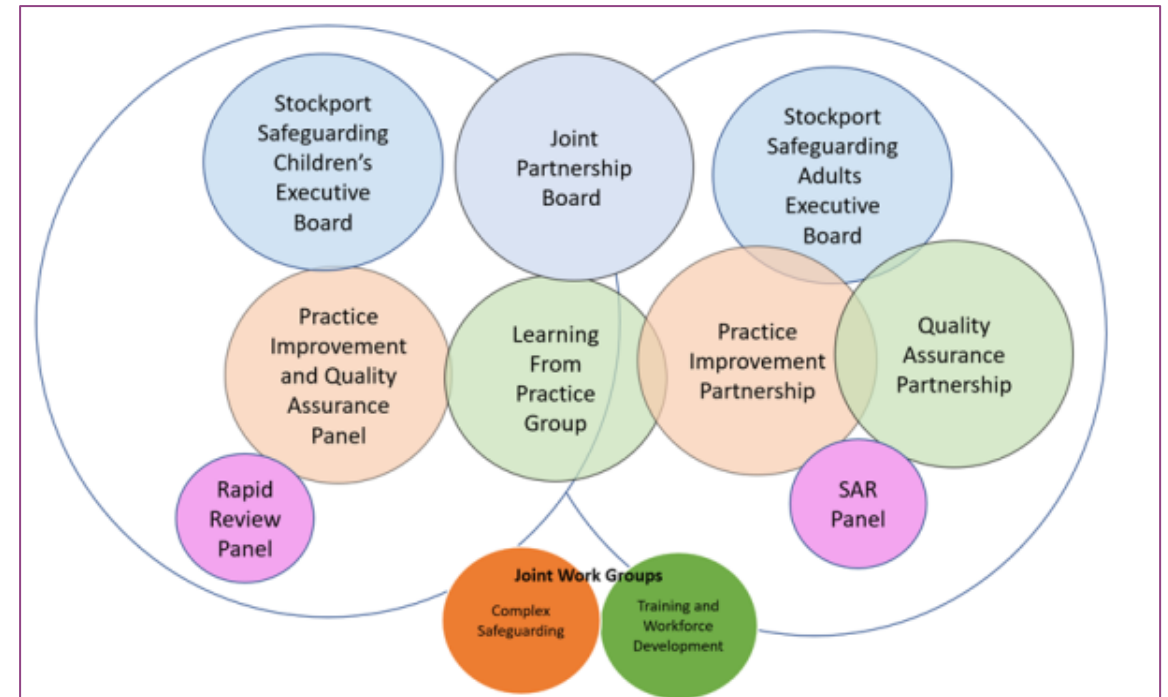 Stockport
Safeguarding
Children’s
Executive
Board
Joint
Partnership
Board
Stockport
Safeguarding
Adults
Executive
Board
Practice
Improvement
and Quality
Assurance
Panel
Learning
From
Practice
Group
Practice
Improvement
Partnership
Quality
Assurance
Partnership
Rapid
Review
Panel
SAR
Panel
Joint Work Groups
Complex
Safeguarding
Training and
Workforce
Development